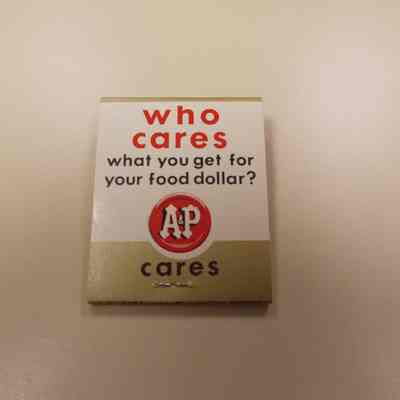 who
cares
what you get for
your food dollar?
A&P
cares